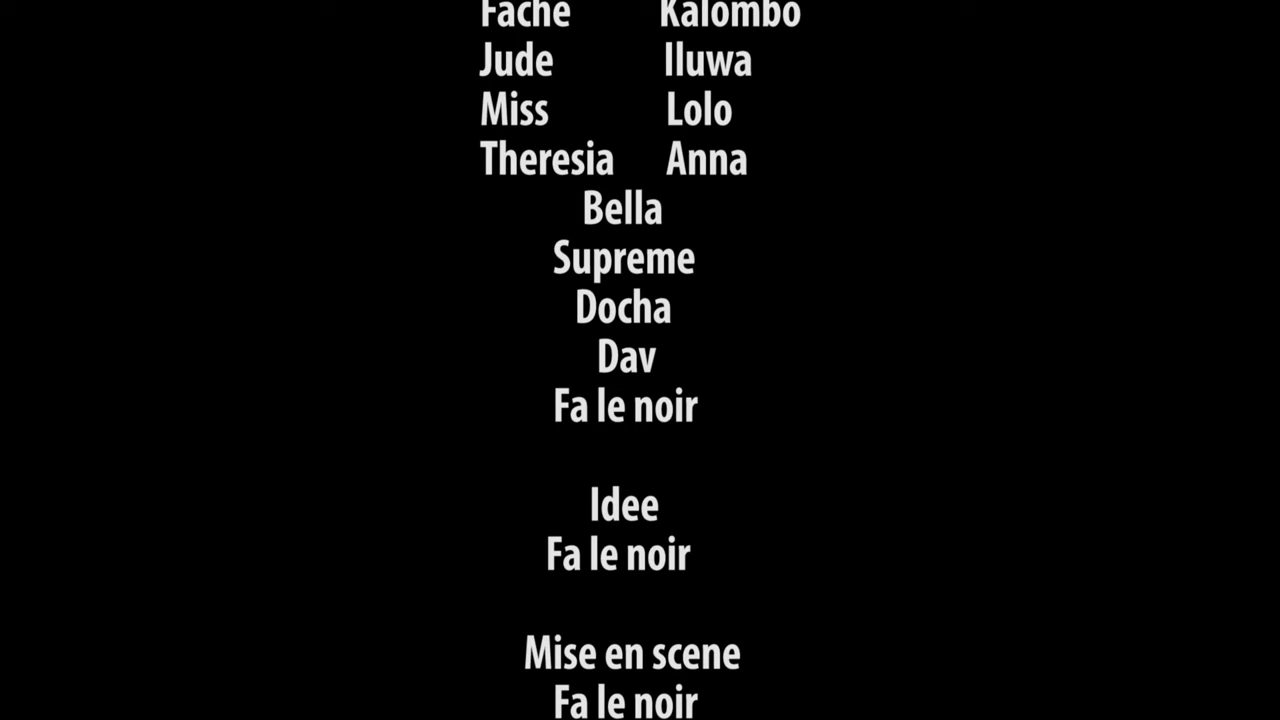 Fache Kalombo
Jude Iluwa
Miss Lolo
Theresia Anna
Bella
Supreme
Docha
Dav
Fa le noir
Idee
Fa le noir
Mise en scene
Fa le noir